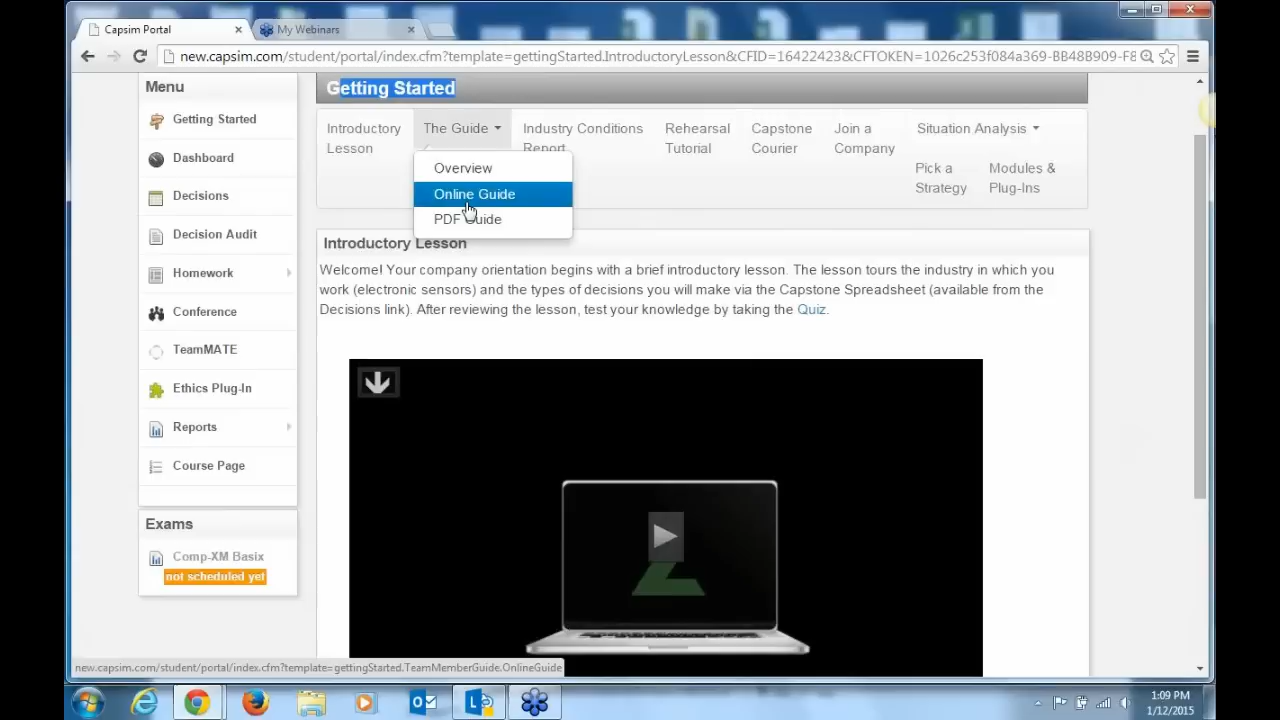 Capsim Portal
My Webinars
new.capsim.com/student/portal/index.cfm?template=gettingStarted.IntroductoryLesson&CFID=16422423&CFTOKEN=1026c253f084a369-BB48B909-F8
Menu
Getting Started
Dashboard
Decisions
Decision Audit
Homework
Conference
TeamMATE
Ethics Plug-In
Reports
Course Page
Exams
Comp-XM Basix
not scheduled yet
Getting Started
Introductory Lesson
The Guide
Industry Conditions Report
Rehearsal Tutorial
Capstone Courier
Join a Company
Situation Analysis
Pick a Strategy
Modules & Plug-Ins
Overview
Online Guide
PDF Guide
Introductory Lesson
Welcome! Your company orientation begins with a brief introductory lesson. The lesson tours the industry in which you
work (electronic sensors) and the types of decisions you will make via the Capstone Spreadsheet (available from the
Decisions link). After reviewing the lesson, test your knowledge by taking the Quiz.
new.capsim.com/student/portal/index.cfm?template=gettingStarted.TeamMemberGuide.OnlineGuide
1:09 PM
1/12/2015